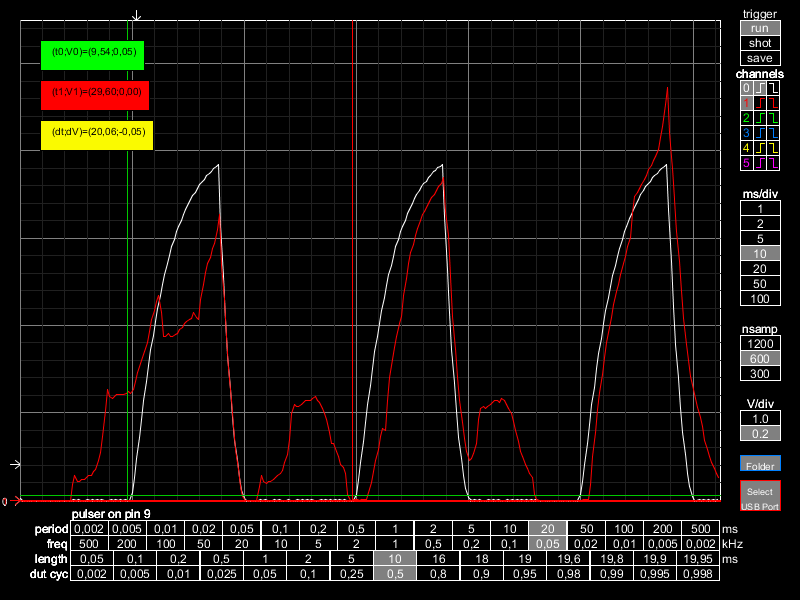 trigger
run
shot
save
(t0;V0)=(9,54;0,05)
channels
0
(t1;V1)=(29,60;0,00)
1
2
(dt;dV)=(20,06;-0,05)
3
4
5
ms/div
1
2
5
10
20
50
100
nsamp
1200
600
300
V/div
1.0
0.2
Folder
Select
USB Port
0
pulser on pin 9
period 0,002 0,005 0,01 0,02 0,05 0,1 0,2 0,5 1 2 5 10 20 50 100 200 500 ms
freq 500 200 100 50 20 10 5 2 1 0,5 0,2 0,1 0,05 0,02 0,01 0,005 0,002 kHz
length 0,05 0,1 0,2 0,5 1 2 5 10 16 18 19 19,6 19,8 19,9 19,95 ms
dut cyc 0,002 0,005 0,01 0,025 0,05 0,1 0,25 0,5 0,8 0,9 0,95 0,98 0,99 0,995 0,998